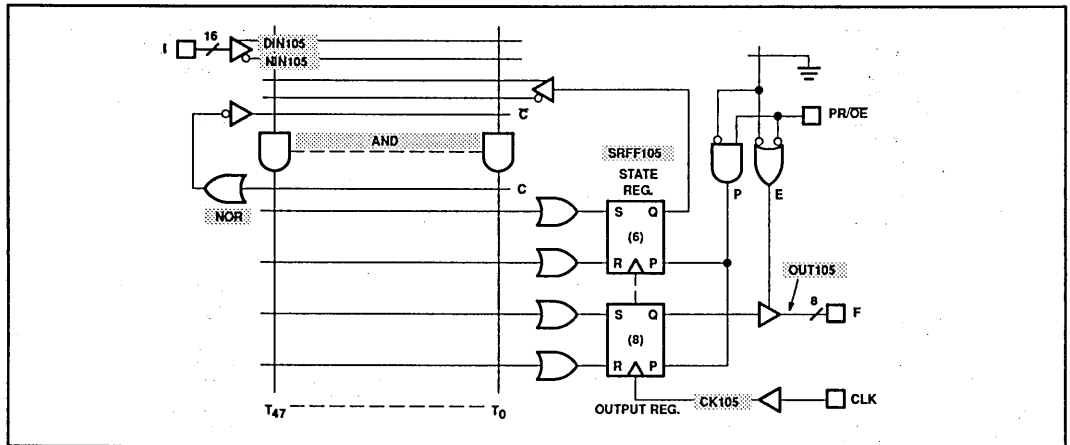 I
16
DIN105
NIN105
C̅
AND
SRFF105
STATE
REG.
C
NOR
PR/O̅E̅
P
E
S Q
(6)
R P
S Q
(8)
R P
OUT105
8
F
T47
T0
OUTPUT REG.
CK105
CLK